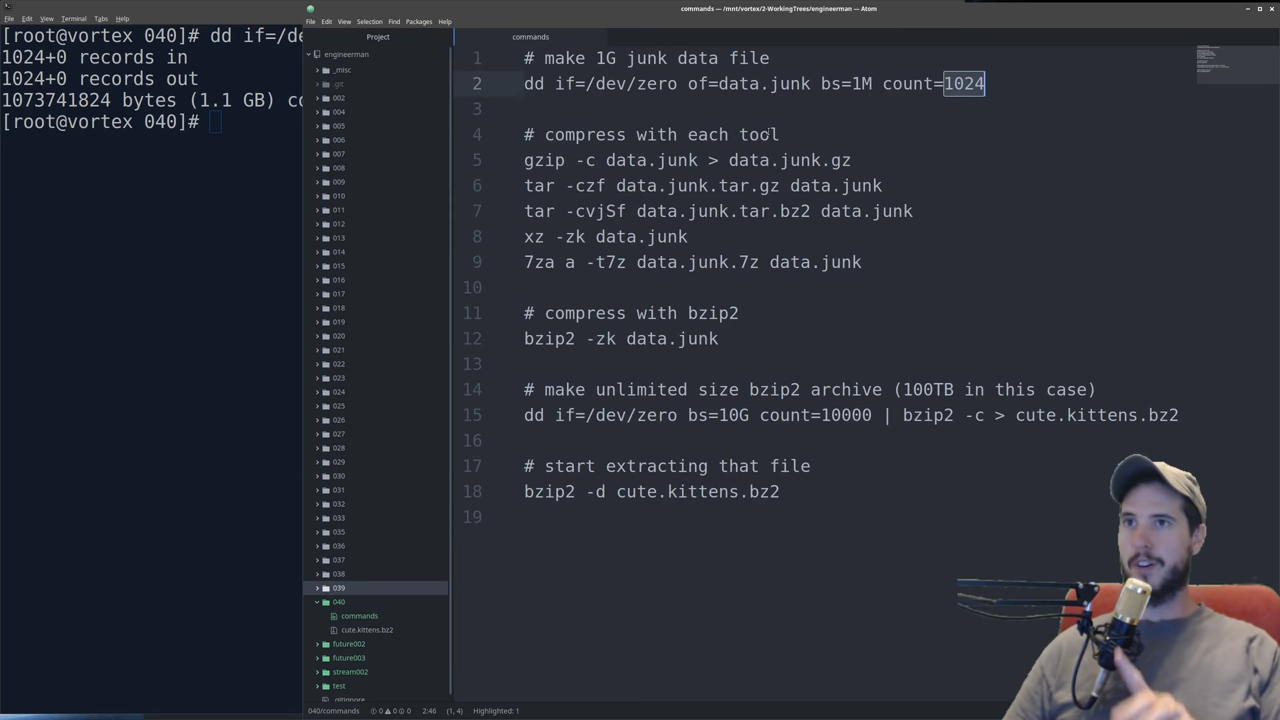 File Edit View Terminal Tabs Help
[root@vortex 040]# dd if=/de
1024+0 records in
1024+0 records out
1073741824 bytes (1.1 GB) co
[root@vortex 040]#
commands — /mnt/vortex/2-WorkingTrees/engineerman — Atom
File Edit View Selection Find Packages Help
Project
engineerman
_misc
.git
002
004
005
006
007
008
009
010
011
012
013
014
015
016
017
018
019
020
021
022
023
024
025
026
027
028
029
030
031
032
033
035
036
037
038
039
040
commands
cute.kittens.bz2
future002
future003
stream002
test
.gitignore
commands
1 # make 1G junk data file
2 dd if=/dev/zero of=data.junk bs=1M count=1024
3
4 # compress with each tool
5 gzip -c data.junk > data.junk.gz
6 tar -czf data.junk.tar.gz data.junk
7 tar -cvjSf data.junk.tar.bz2 data.junk
8 xz -zk data.junk
9 7za a -t7z data.junk.7z data.junk
10
11 # compress with bzip2
12 bzip2 -zk data.junk
13
14 # make unlimited size bzip2 archive (100TB in this case)
15 dd if=/dev/zero bs=10G count=10000 | bzip2 -c > cute.kittens.bz2
16
17 # start extracting that file
18 bzip2 -d cute.kittens.bz2
19
040/commands 0 0 0 2:46 (1, 4) Highlighted: 1